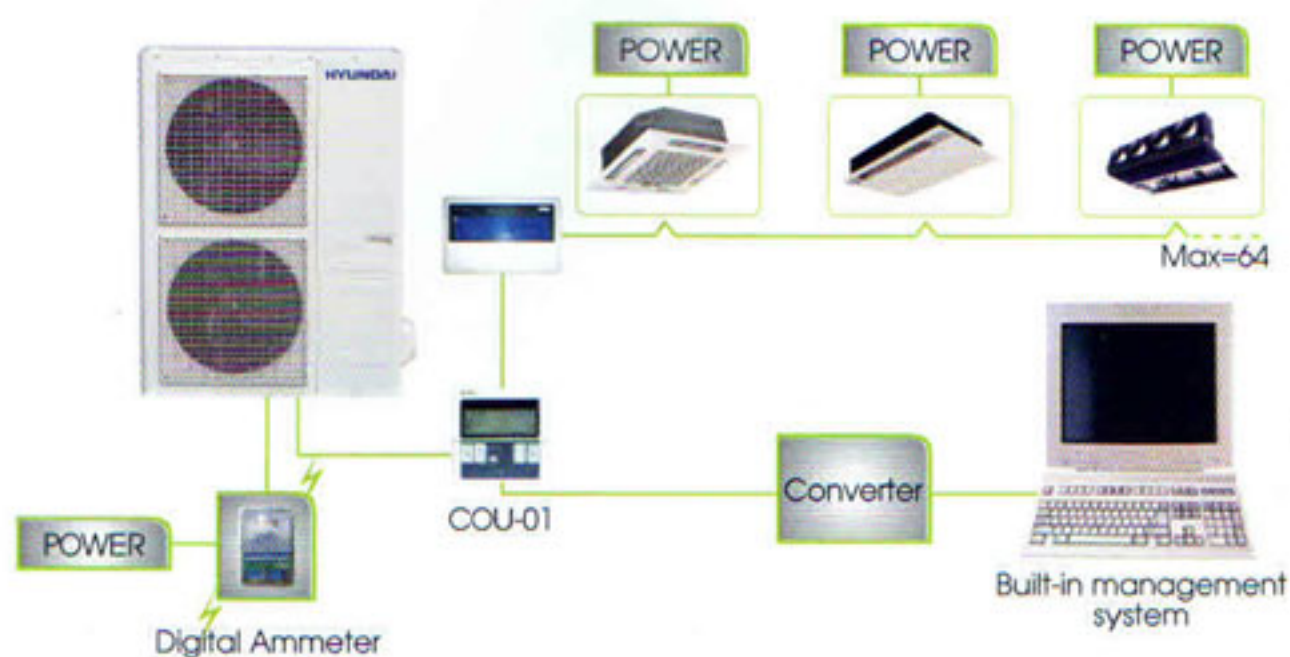 POWER
POWER
POWER
HYUNDAI
Max=64
COU-01
Converter
POWER
Built-in management
system
Digital Ammeter